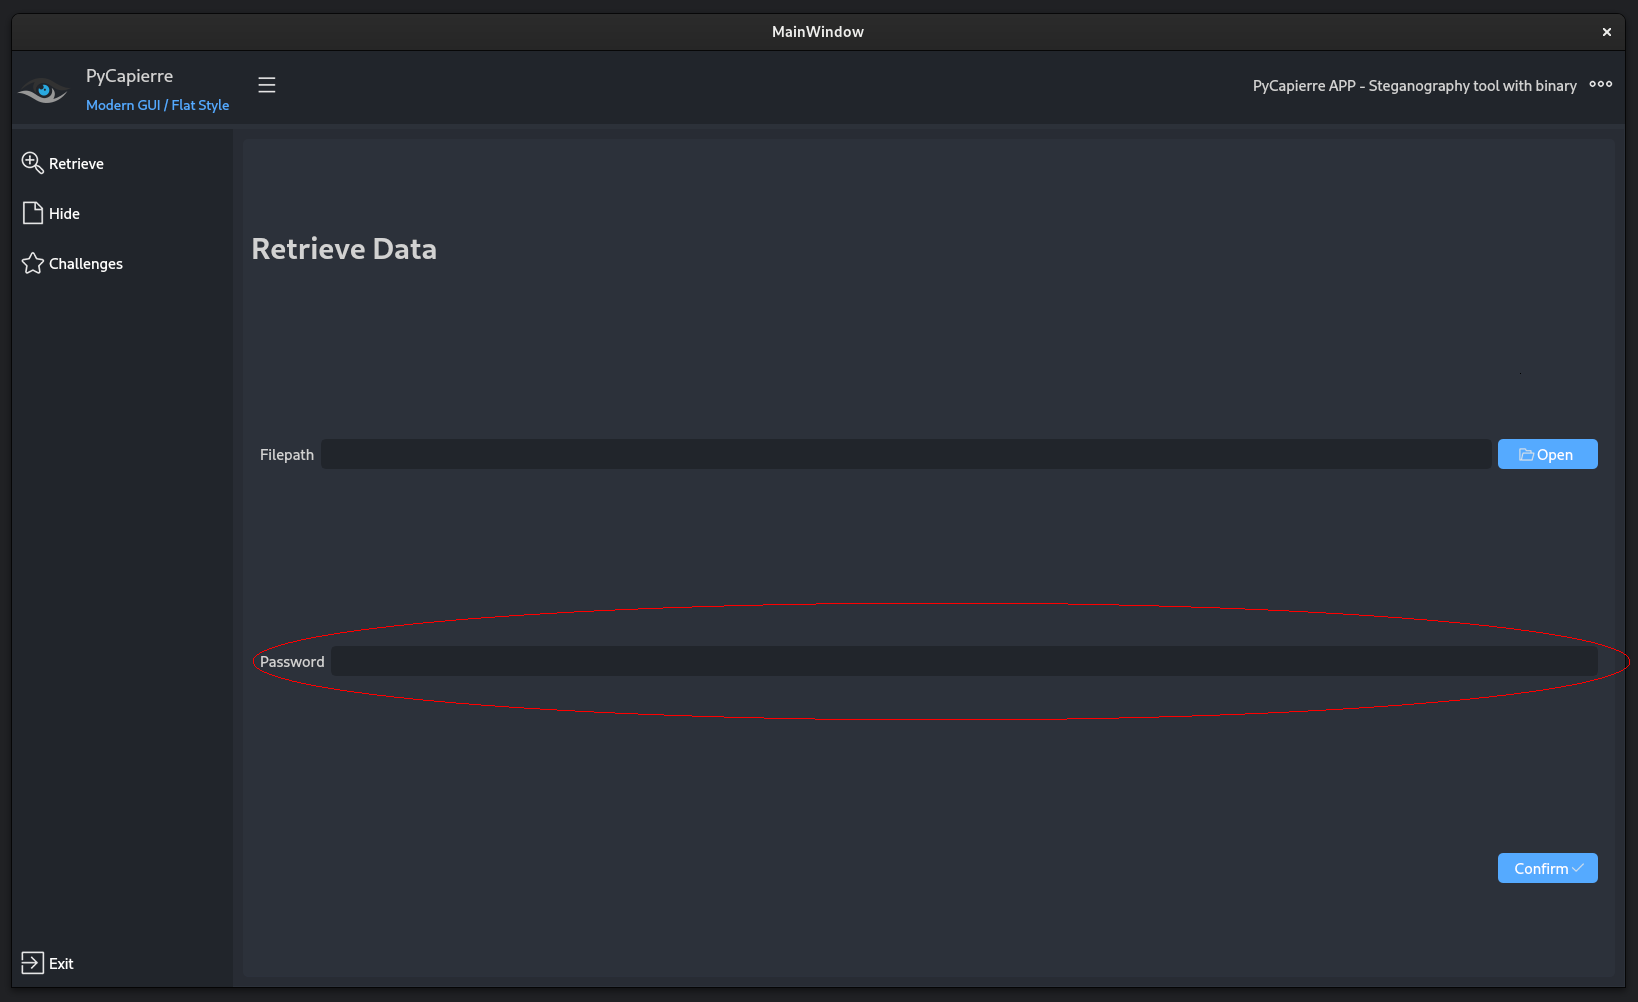 MainWindow
PyCapierre
Modern GUI / Flat Style
PyCapierre APP - Steganography tool with binary
Retrieve
Hide
Challenges
Retrieve Data
Filepath
Open
Password
Confirm
Exit